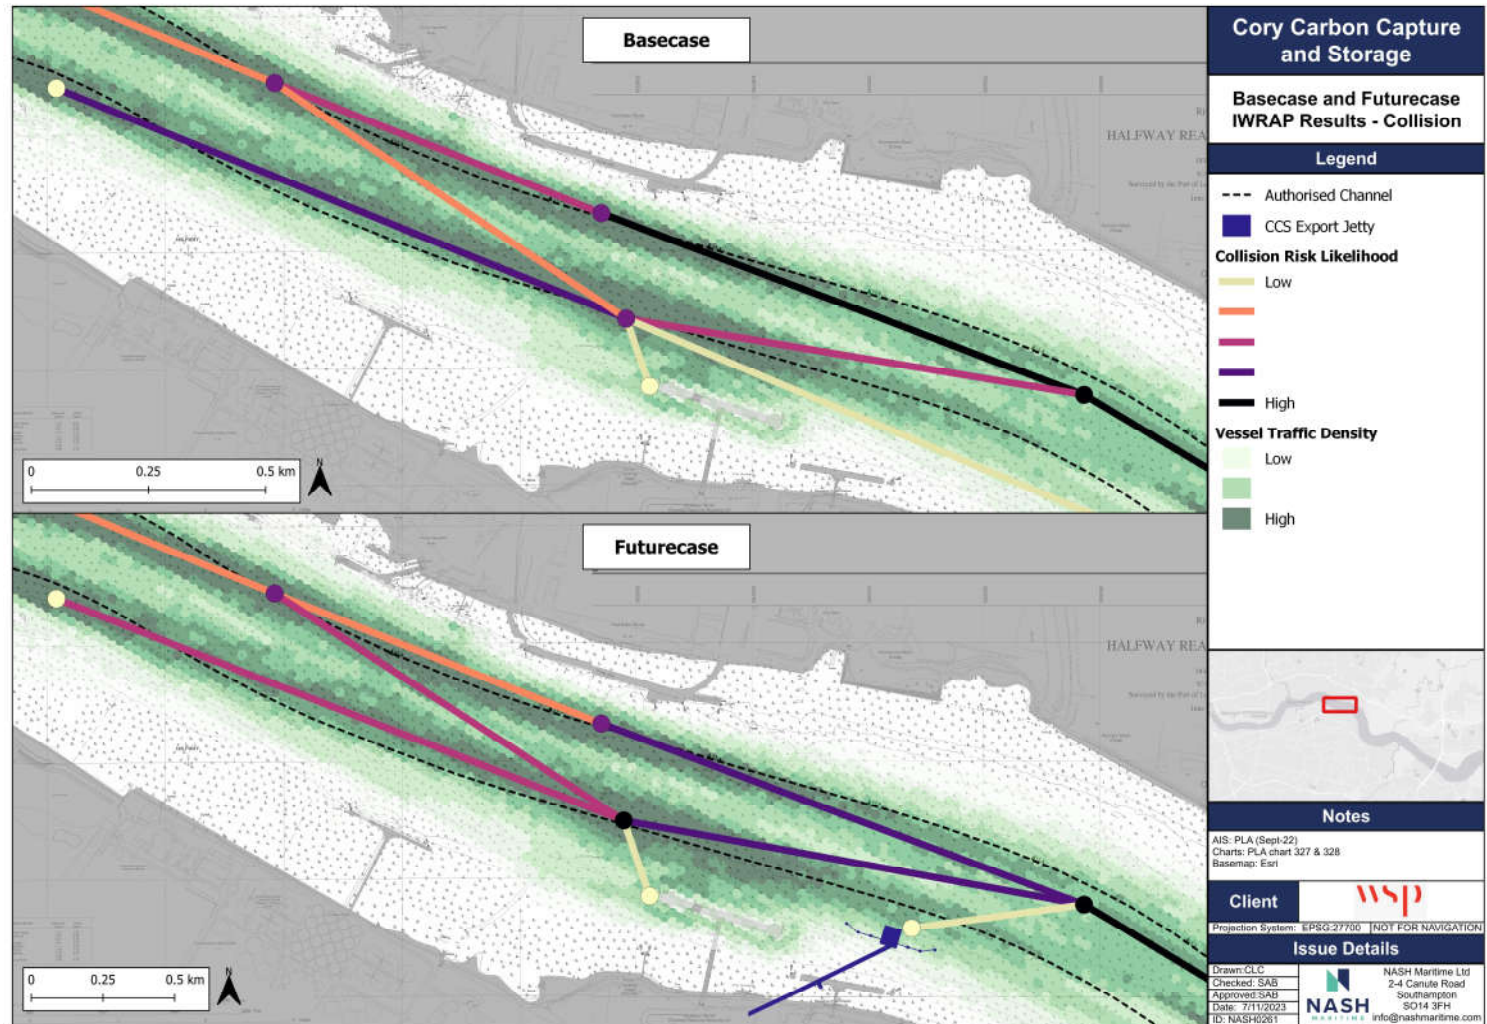 Basecase
HALFWAY REA
0
0.25
0.5 km
N
Futurecase
HALFWAY REA
0
0.25
0.5 km
N
Cory Carbon Capture
and Storage
Basecase and Futurecase
IWRAP Results - Collision
Legend
Authorised Channel
CCS Export Jetty
Collision Risk Likelihood
Low
High
Vessel Traffic Density
Low
High
Notes
AIS: PLA (Sept-22)
Charts: PLA chart 327 & 328
Basemap: Esri
Client
wsp
Projection System: EPSG:27700 NOT FOR NAVIGATION
Issue Details
Drawn:CLC
Checked: SAB
Approved:SAB
Date: 7/11/2023
ID: NASH0261
NASH
MARITIME
NASH Maritime Ltd
2-4 Canute Road
Southampton
SO14 3FH
info@nashmaritime.com